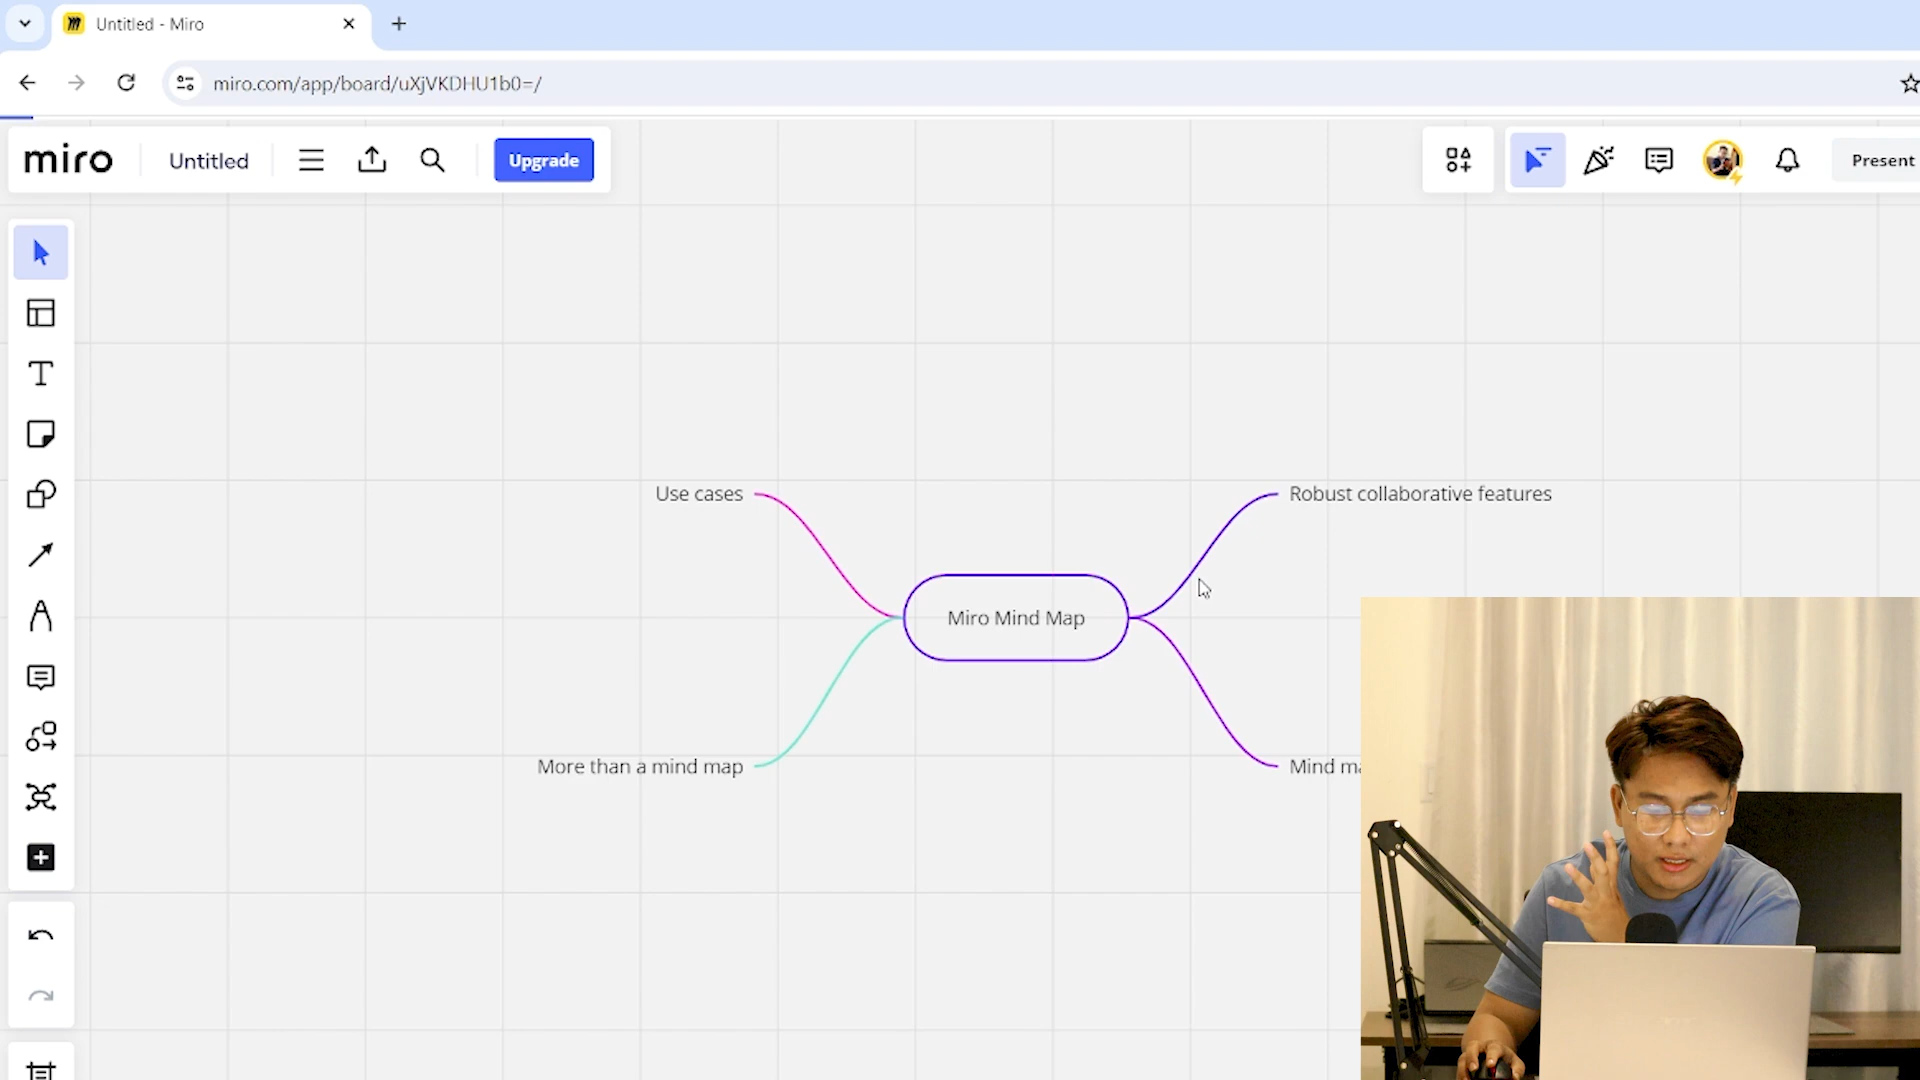 Untitled - Miro
miro.com/app/board/uXjVKDHU1b0=/
miro
Untitled
Upgrade
Present
Use cases
Robust collaborative features
Miro Mind Map
More than a mind map
Mind